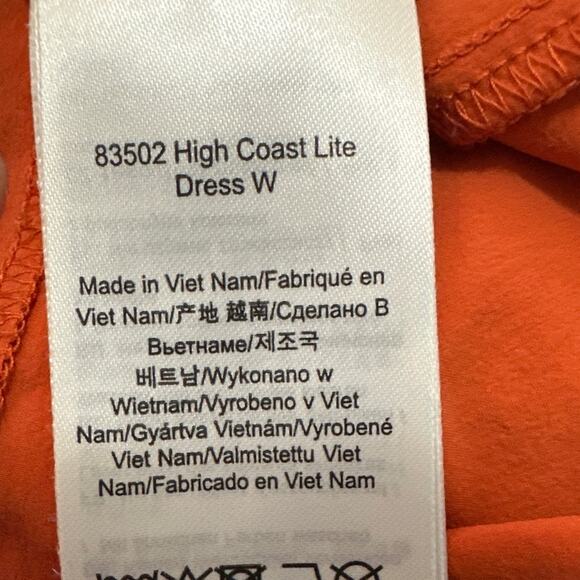 83502 High Coast Lite
Dress W
Made in Viet Nam/Fabriqué en
Viet Nam/产地 越南/Сделано В
Вьетнаме/제조국
베트남/Wykonano w
Wietnam/Vyrobeno v Viet
Nam/Gyártva Vietnám/Vyrobené
Viet Nam/Valmistettu Viet
Nam/Fabricado en Viet Nam